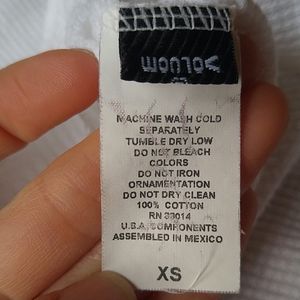 VOLCOM
MACHINE WASH COLD
SEPARATELY
TUMBLE DRY LOW
DO NOT BLEACH
COLORS
DO NOT IRON
ORNAMENTATION
DO NOT DRY CLEAN
100% COTTON
RN 38014
U.S.A. COMPONENTS
ASSEMBLED IN MEXICO
XS